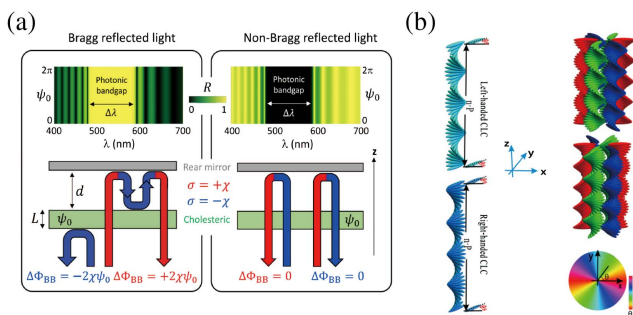 (a)
Bragg reflected light
Non-Bragg reflected light
2π
ψ0
0
Photonic
bandgap
Δλ
400 500 600 700
λ (nm)
R
0 1
2π
ψ0
0
Photonic
bandgap
Δλ
400 500 600 700
λ (nm)
Rear mirror
z
d
σ = +χ
σ = −χ
L
ψ0
Cholesteric
ψ0
ΔΦBB = −2χψ0
ΔΦBB = +2χψ0
ΔΦBB = 0
ΔΦBB = 0
(b)
Left-handed CLC
n·P
Right-handed CLC
n·P
z
y
x
y
x
θ